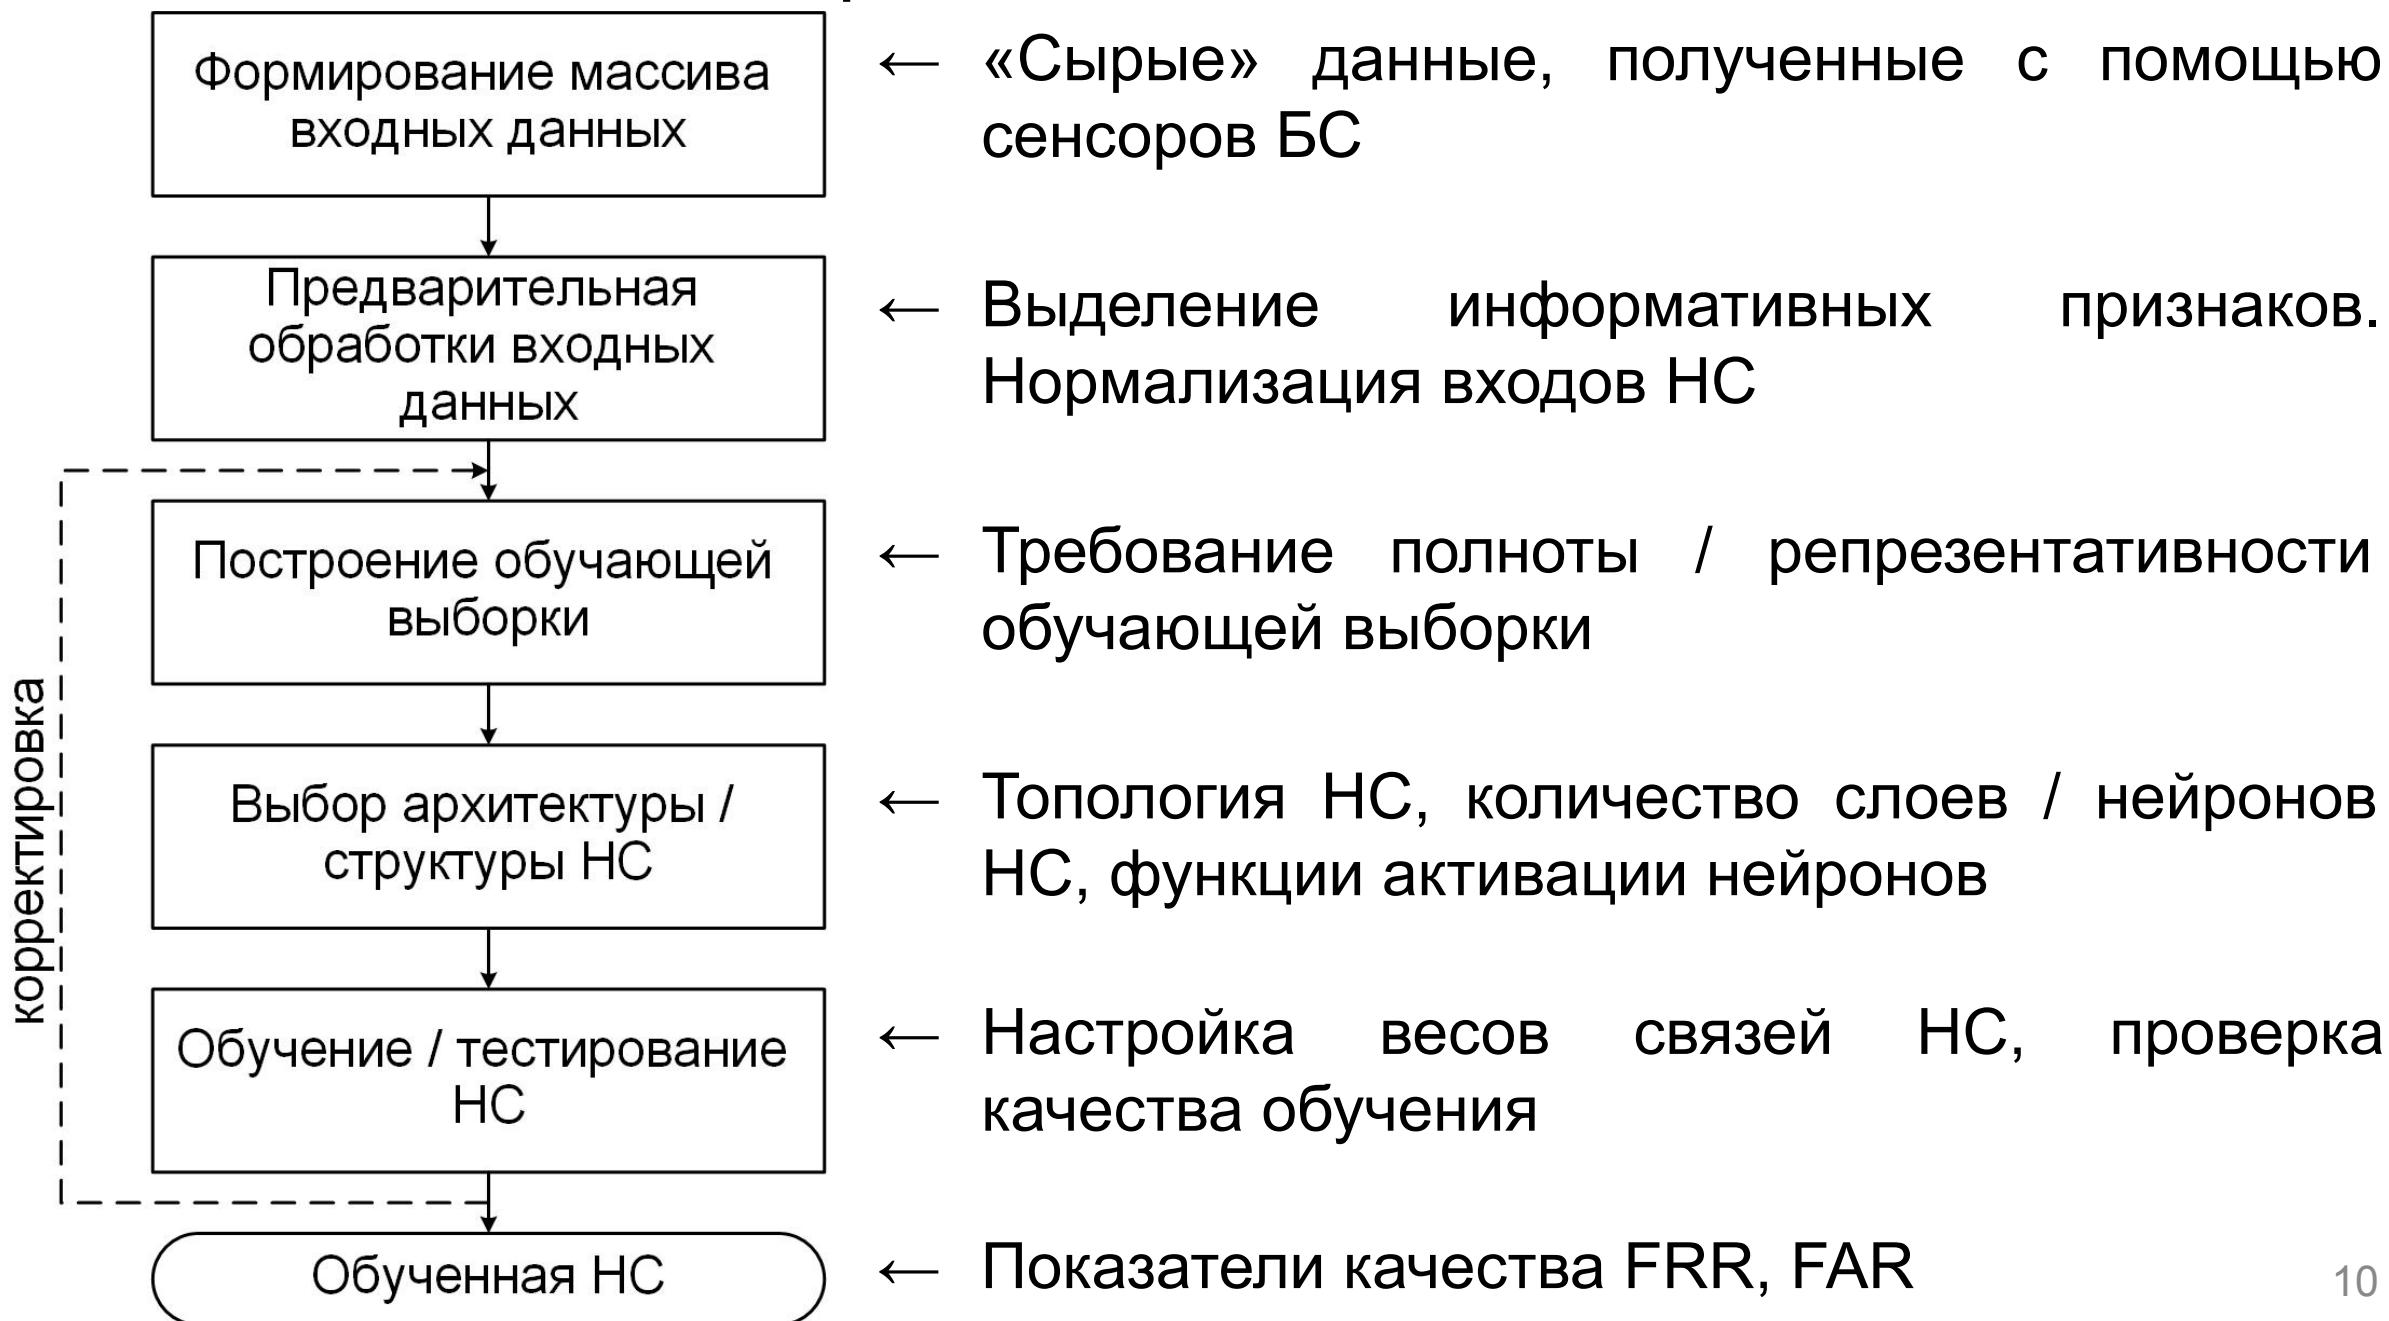 Формирование массива
входных данных
← «Сырые» данные, полученные с помощью
сенсоров БС
Предварительная
обработки входных
данных
← Выделение информативных признаков.
Нормализация входов НС
Построение обучающей
выборки
← Требование полноты / репрезентативности
обучающей выборки
корректировка
Выбор архитектуры /
структуры НС
← Топология НС, количество слоев / нейронов
НС, функции активации нейронов
Обучение / тестирование
НС
← Настройка весов связей НС, проверка
качества обучения
Обученная НС
← Показатели качества FRR, FAR
10